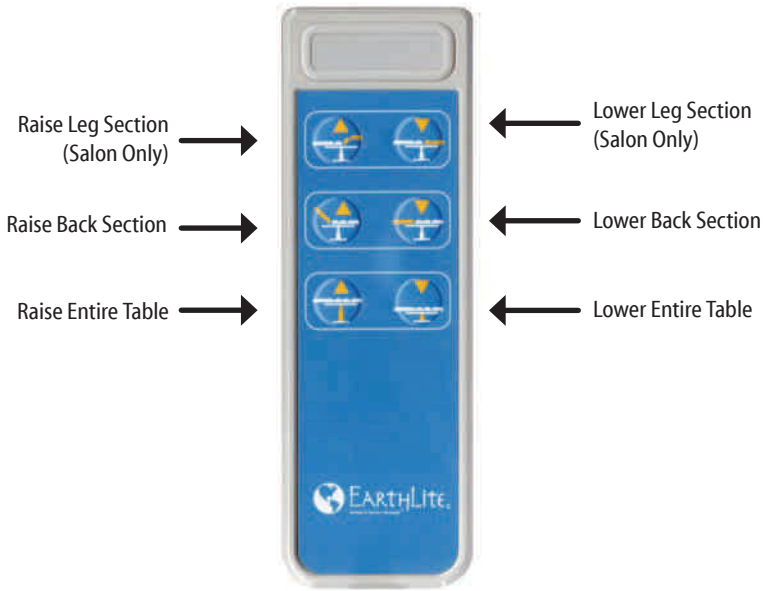 Raise Leg Section
(Salon Only)
Lower Leg Section
(Salon Only)
Raise Back Section
Lower Back Section
Raise Entire Table
Lower Entire Table
EARTHLITE